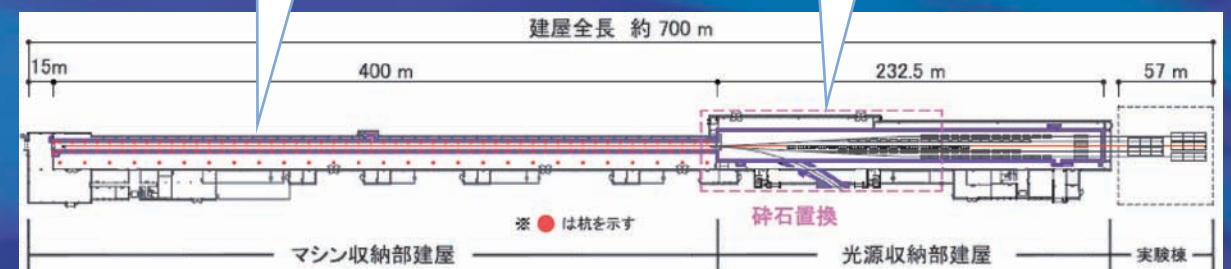 建屋全長 約 700 m
15m
400 m
232.5 m
57 m
砕石置換
※ ● は杭を示す
マシン収納部建屋
光源収納部建屋
実験棟